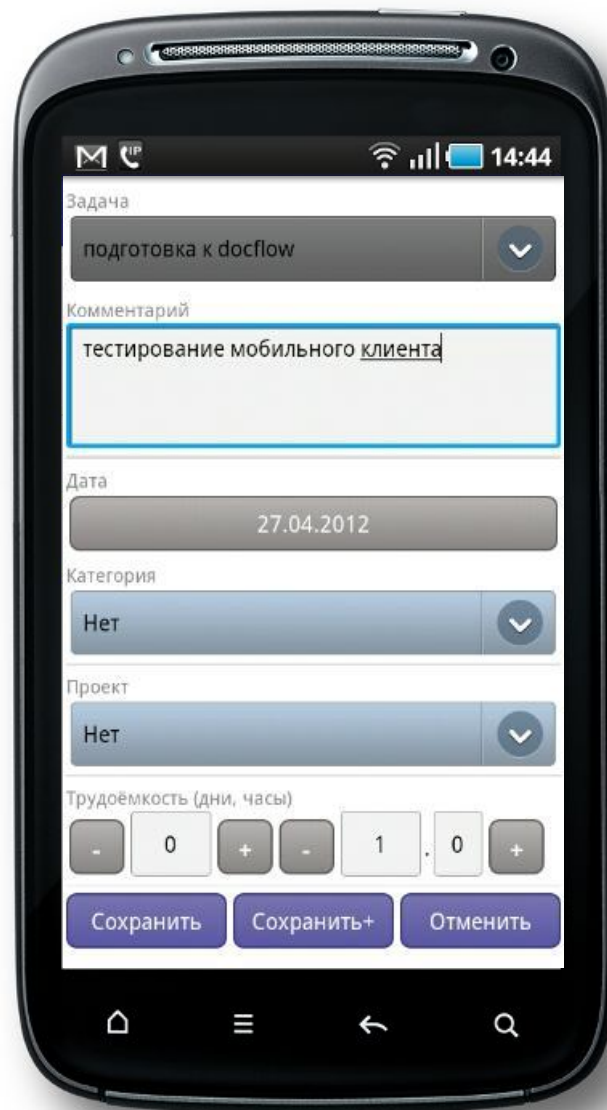 IP
14:44
Задача
подготовка к docflow
Комментарий
тестирование мобильного клиента
Дата
27.04.2012
Категория
Нет
Проект
Нет
Трудоёмкость (дни, часы)
- 0 + - 1 . 0 +
Сохранить Сохранить+ Отменить